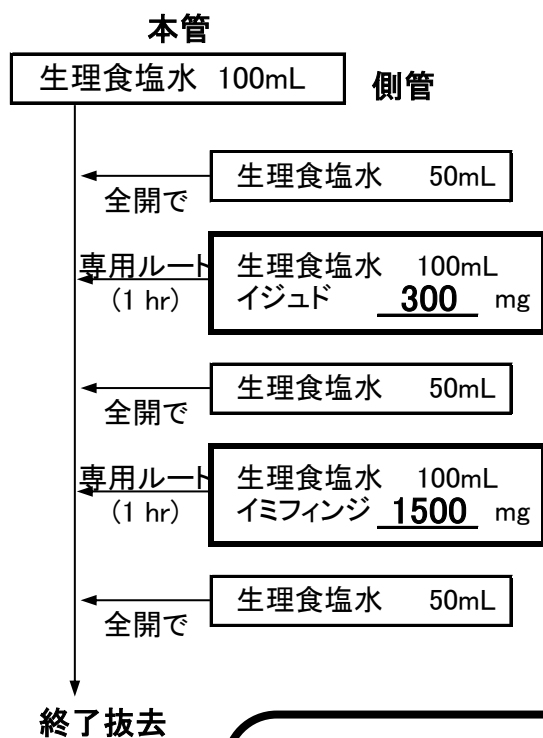 本管
生理食塩水 100mL
側管
生理食塩水 50mL
全開で
専用ルート
(1 hr)
生理食塩水 100mL
イジュド 300 mg
生理食塩水 50mL
全開で
専用ルート
(1 hr)
生理食塩水 100mL
イミフィンジ 1500 mg
生理食塩水 50mL
全開で
終了抜去